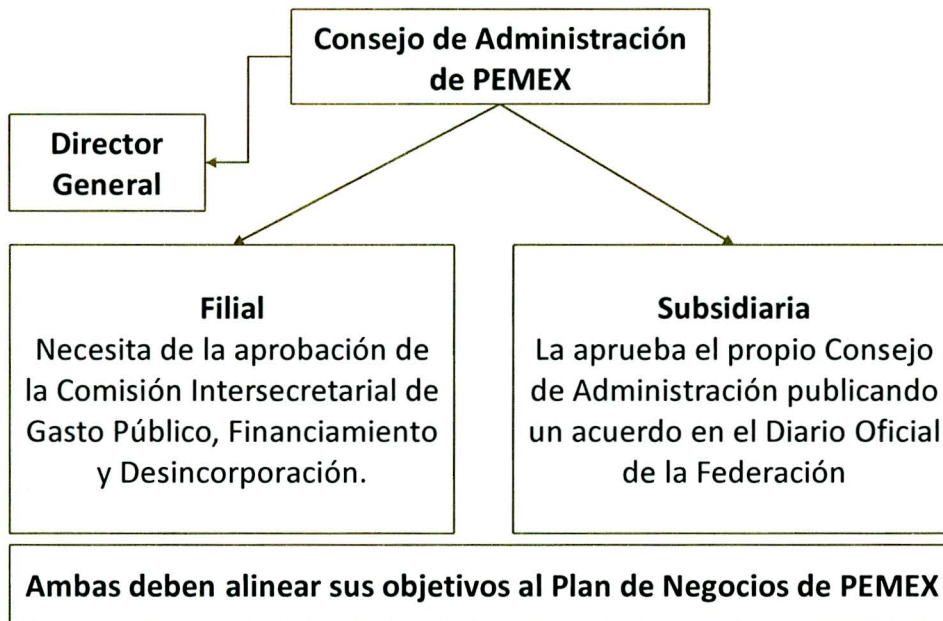 Consejo de Administración
de PEMEX
Director
General
Filial
Necesita de la aprobación de
la Comisión Intersecretarial de
Gasto Público, Financiamiento
y Desincorporación.
Subsidiaria
La aprueba el propio Consejo
de Administración publicando
un acuerdo en el Diario Oficial
de la Federación
Ambas deben alinear sus objetivos al Plan de Negocios de PEMEX